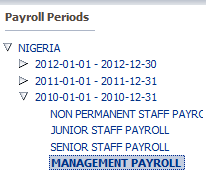 Payroll Periods
NIGERIA
2012-01-01 - 2012-12-30
2011-01-01 - 2011-12-31
2010-01-01 - 2010-12-31
NON PERMANENT STAFF PAYRO
JUNIOR STAFF PAYROLL
SENIOR STAFF PAYROLL
MANAGEMENT PAYROLL